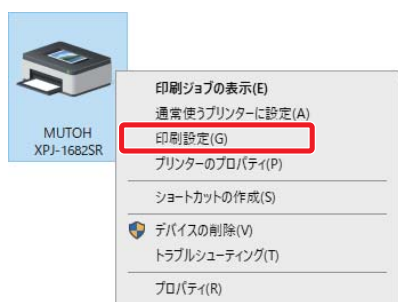 MUTOH
XPJ-1682SR
印刷ジョブの表示(E)
通常使うプリンターに設定(A)
印刷設定(G)
プリンターのプロパティ(P)
ショートカットの作成(S)
デバイスの削除(V)
トラブルシューティング(T)
プロパティ(R)